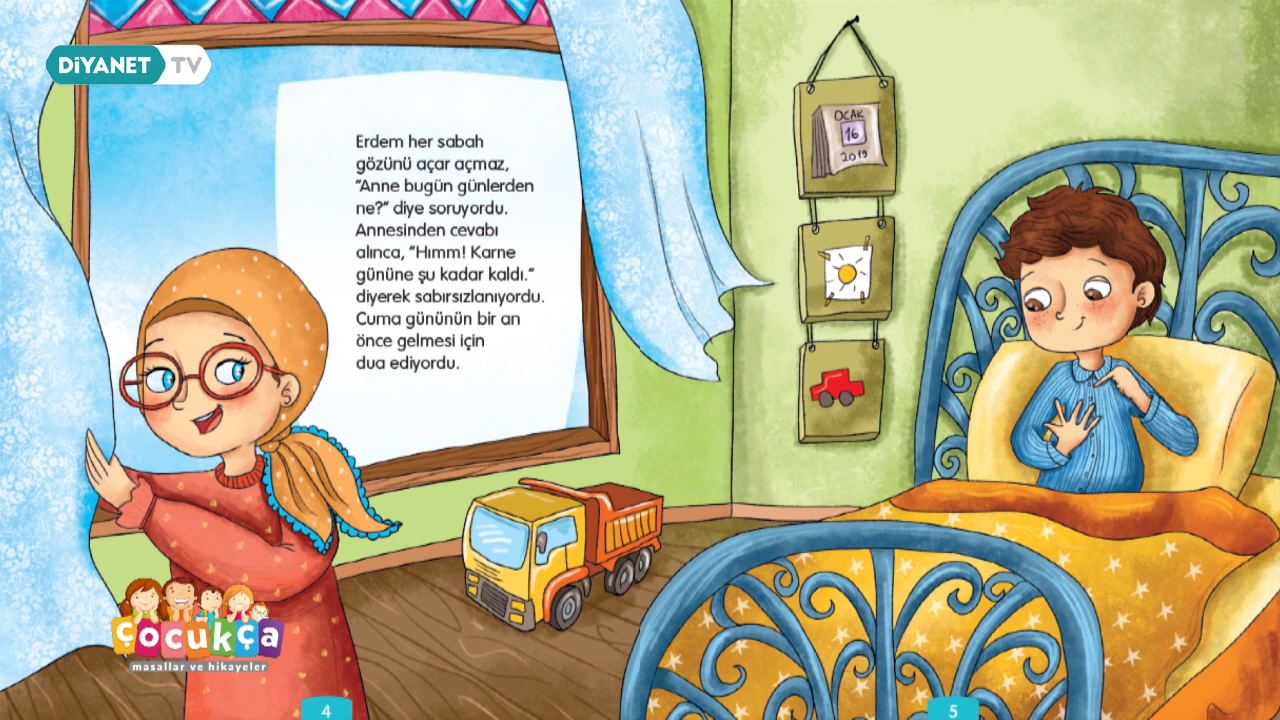 DİYANET TV
Erdem her sabah
gözünü açar açmaz,
"Anne bugün günlerden
ne?" diye soruyordu.
Annesinden cevabı
alınca, "Hımm! Karne
gününe şu kadar kaldı."
diyerek sabırsızlanıyordu.
Cuma gününün bir an
önce gelmesi için
dua ediyordu.
OCAK
16
2019
çocukça
masallar ve hikayeler
4
5